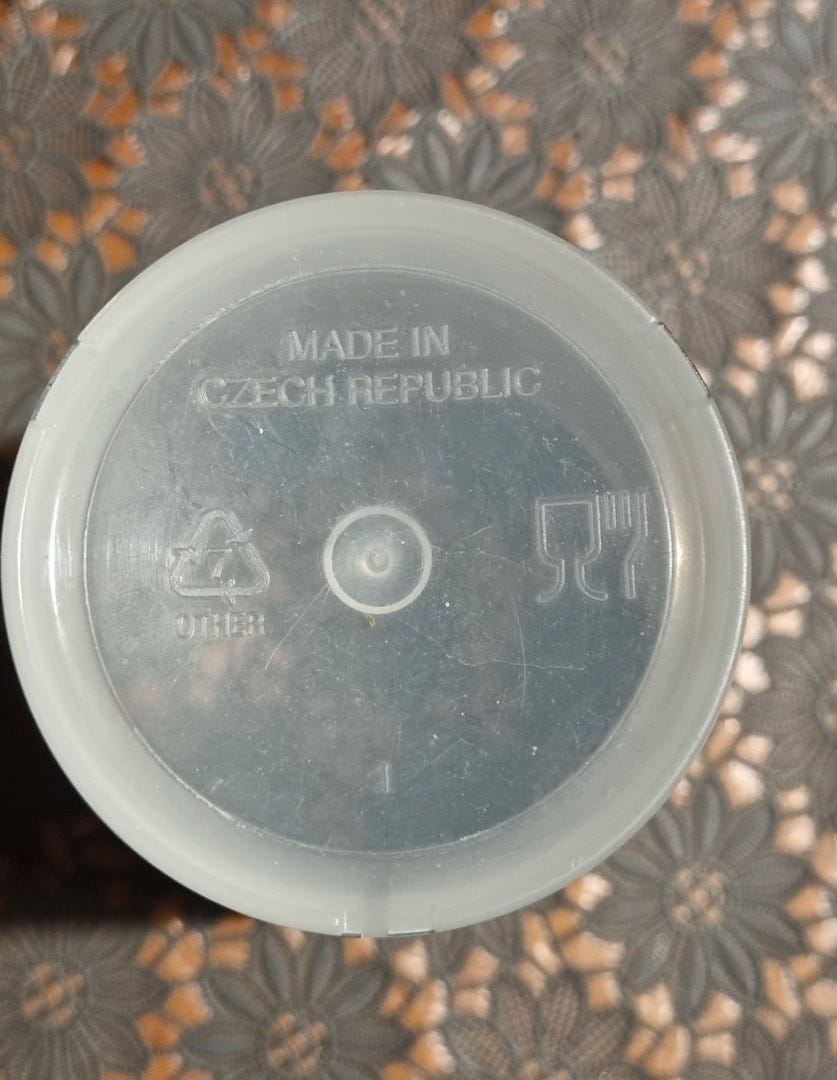 MADE IN
CZECH REPUBLIC
7
OTHER
1